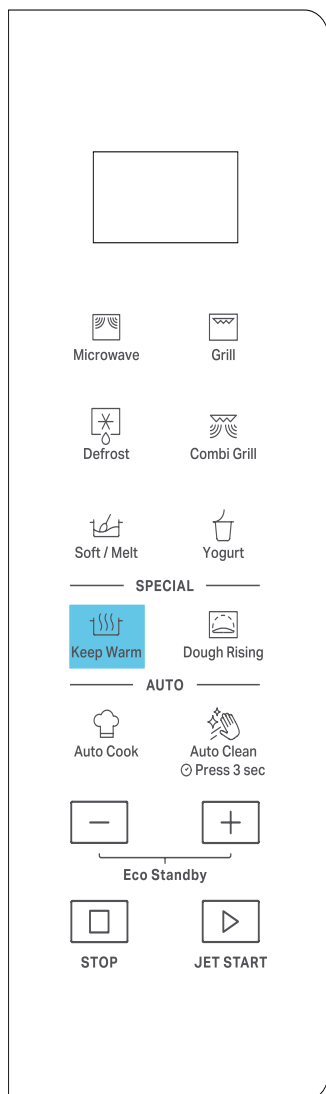 Microwave
Grill
Defrost
Combi Grill
Soft / Melt
Yogurt
SPECIAL
Keep Warm
Dough Rising
AUTO
Auto Cook
Auto Clean
Press 3 sec
Eco Standby
STOP
JET START